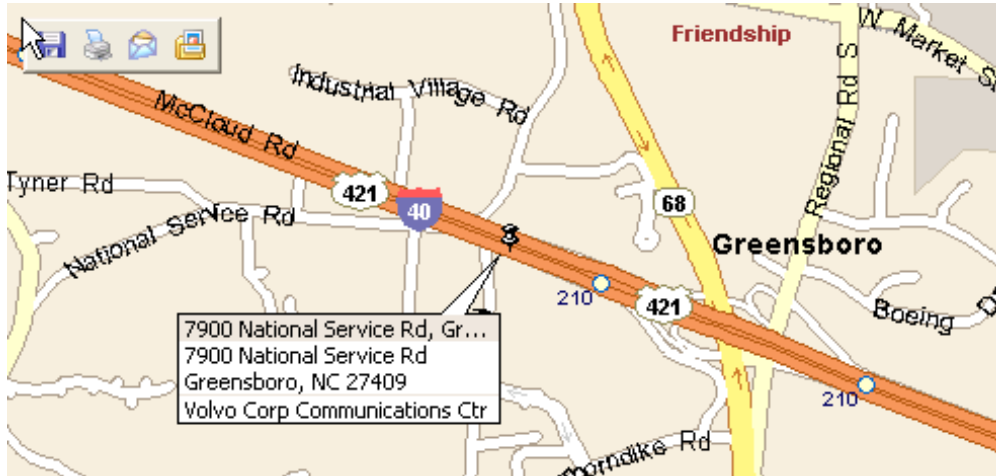 Friendship
W Market St
Industrial Village Rd
Regional Rd S
McCloud Rd
Tyner Rd
421
40
68
National Service Rd
Greensboro
210
421
Boeing
7900 National Service Rd, Gr...
7900 National Service Rd
Greensboro, NC 27409
Volvo Corp Communications Ctr
210
Rd